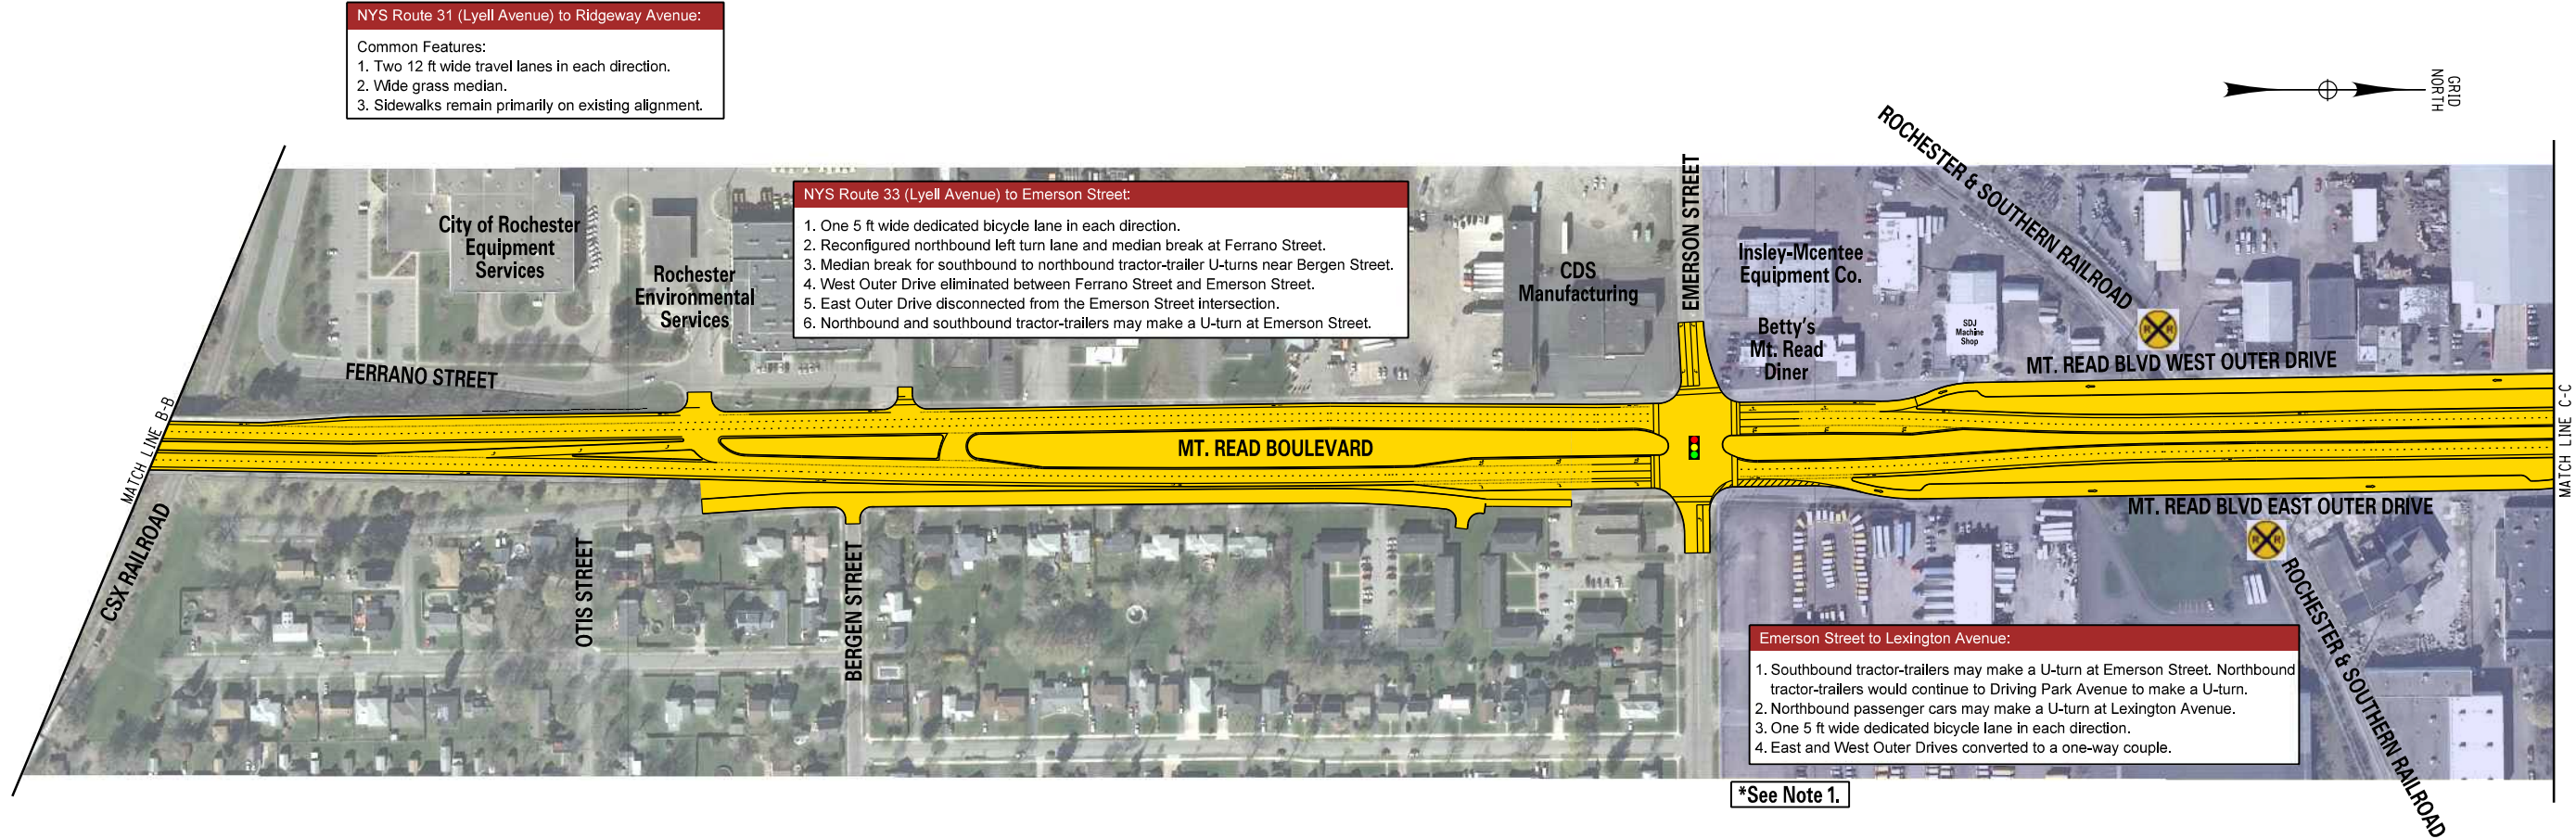 NYS Route 31 (Lyell Avenue) to Ridgeway Avenue:
Common Features:
1. Two 12 ft wide travel lanes in each direction.
2. Wide grass median.
3. Sidewalks remain primarily on existing alignment.
GRID
NORTH
ROCHESTER & SOUTHERN RAILROAD
EMERSON STREET
NYS Route 33 (Lyell Avenue) to Emerson Street:
1. One 5 ft wide dedicated bicycle lane in each direction.
2. Reconfigured northbound left turn lane and median break at Ferrano Street.
3. Median break for southbound to northbound tractor-trailer U-turns near Bergen Street.
4. West Outer Drive eliminated between Ferrano Street and Emerson Street.
5. East Outer Drive disconnected from the Emerson Street intersection.
6. Northbound and southbound tractor-trailers may make a U-turn at Emerson Street.
City of Rochester
Equipment
Services
Rochester
Environmental
Services
CDS
Manufacturing
Insley-Mcentee
Equipment Co.
Betty's
Mt. Read
Diner
SDJ
Machine
Shop
R R
MT. READ BLVD WEST OUTER DRIVE
FERRANO STREET
MATCH LINE B-B
MT. READ BOULEVARD
MATCH LINE C-C
MT. READ BLVD EAST OUTER DRIVE
R R
CSX RAILROAD
OTIS STREET
BERGEN STREET
ROCHESTER & SOUTHERN RAILROAD
Emerson Street to Lexington Avenue:
1. Southbound tractor-trailers may make a U-turn at Emerson Street. Northbound
tractor-trailers would continue to Driving Park Avenue to make a U-turn.
2. Northbound passenger cars may make a U-turn at Lexington Avenue.
3. One 5 ft wide dedicated bicycle lane in each direction.
4. East and West Outer Drives converted to a one-way couple.
*See Note 1.